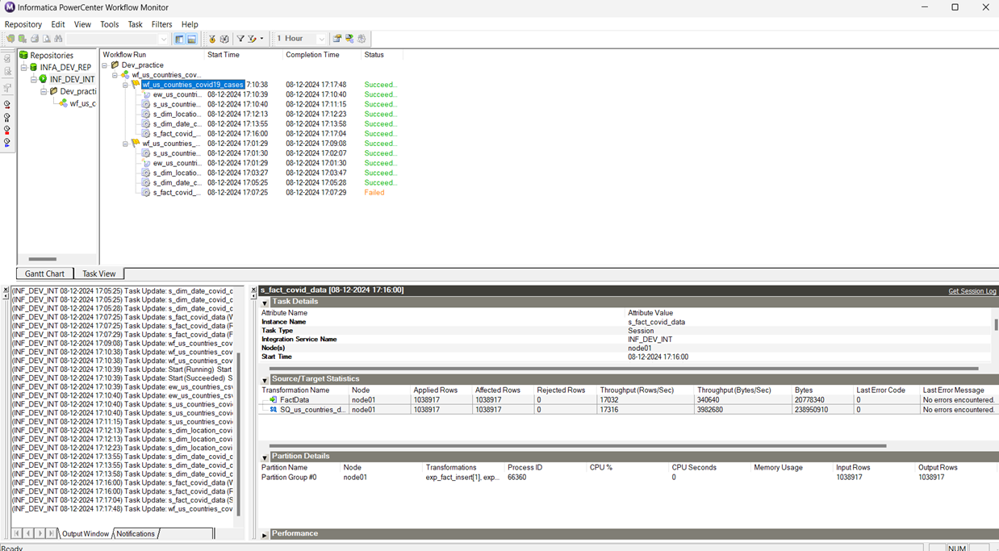 Informatica PowerCenter Workflow Monitor
Repository Edit View Tools Task Filters Help
1 Hour
Repositories
INFA_DEV_REP
INF_DEV_INT
Dev_practi
wf_us_c
Workflow Run Start Time Completion Time Status
Dev_practice
wf_us_countries_cov...
wf_us_countries_covid19_cases 7:10:38 08-12-2024 17:17:48 Succeed...
ew_us_countri... 08-12-2024 17:10:39 08-12-2024 17:10:40 Succeed...
s_us_countrie... 08-12-2024 17:10:40 08-12-2024 17:11:15 Succeed...
s_dim_locatio... 08-12-2024 17:12:13 08-12-2024 17:12:23 Succeed...
s_dim_date_c... 08-12-2024 17:13:55 08-12-2024 17:13:58 Succeed...
s_fact_covid_... 08-12-2024 17:16:00 08-12-2024 17:17:04 Succeed...
wf_us_countries_... 08-12-2024 17:01:29 08-12-2024 17:09:08 Succeed...
s_us_countrie... 08-12-2024 17:01:30 08-12-2024 17:02:07 Succeed...
ew_us_countri... 08-12-2024 17:01:29 08-12-2024 17:01:30 Succeed...
s_dim_locatio... 08-12-2024 17:03:27 08-12-2024 17:03:47 Succeed...
s_dim_date_c... 08-12-2024 17:05:25 08-12-2024 17:05:28 Succeed...
s_fact_covid_... 08-12-2024 17:07:25 08-12-2024 17:07:29 Failed
Gantt Chart Task View
(INF_DEV_INT 08-12-2024 17:05:25) Task Update: s_dim_date_covid_c
(INF_DEV_INT 08-12-2024 17:05:25) Task Update: s_dim_date_covid_c
(INF_DEV_INT 08-12-2024 17:05:28) Task Update: s_dim_date_covid_c
(INF_DEV_INT 08-12-2024 17:07:25) Task Update: s_fact_covid_data (W
(INF_DEV_INT 08-12-2024 17:07:25) Task Update: s_fact_covid_data (R
(INF_DEV_INT 08-12-2024 17:07:29) Task Update: s_fact_covid_data (F
(INF_DEV_INT 08-12-2024 17:09:08) Task Update: wf_us_countries_cov
(INF_DEV_INT 08-12-2024 17:10:38) Task Update: wf_us_countries_cov
(INF_DEV_INT 08-12-2024 17:10:38) Task Update: wf_us_countries_cov
(INF_DEV_INT 08-12-2024 17:10:39) Task Update: Start (Running) Start
(INF_DEV_INT 08-12-2024 17:10:39) Task Update: Start (Succeeded) S
(INF_DEV_INT 08-12-2024 17:10:39) Task Update: ew_us_countries_csv
(INF_DEV_INT 08-12-2024 17:10:40) Task Update: ew_us_countries_csv
(INF_DEV_INT 08-12-2024 17:10:40) Task Update: s_us_countries_covic
(INF_DEV_INT 08-12-2024 17:10:40) Task Update: s_us_countries_covic
(INF_DEV_INT 08-12-2024 17:11:15) Task Update: s_us_countries_covic
(INF_DEV_INT 08-12-2024 17:12:13) Task Update: s_dim_location_covi
(INF_DEV_INT 08-12-2024 17:12:13) Task Update: s_dim_location_covi
(INF_DEV_INT 08-12-2024 17:12:23) Task Update: s_dim_location_covi
(INF_DEV_INT 08-12-2024 17:13:55) Task Update: s_dim_date_covid_c
(INF_DEV_INT 08-12-2024 17:13:55) Task Update: s_dim_date_covid_c
(INF_DEV_INT 08-12-2024 17:13:58) Task Update: s_dim_date_covid_c
(INF_DEV_INT 08-12-2024 17:16:00) Task Update: s_fact_covid_data (W
(INF_DEV_INT 08-12-2024 17:16:00) Task Update: s_fact_covid_data (R
(INF_DEV_INT 08-12-2024 17:17:04) Task Update: s_fact_covid_data (S
(INF_DEV_INT 08-12-2024 17:17:48) Task Update: wf_us_countries_cov
Output Window Notifications
s_fact_covid_data [08-12-2024 17:16:00] Get Session Log
Task Details
Attribute Name Attribute Value
Instance Name s_fact_covid_data
Task Type Session
Integration Service Name INF_DEV_INT
Node(s) node01
Start Time 08-12-2024 17:16:00
Source/Target Statistics
Transformation Name Node Applied Rows Affected Rows Rejected Rows Throughput (Rows/Sec) Throughput (Bytes/Sec) Bytes Last Error Code Last Error Message
FactData node01 1038917 1038917 0 17032 340640 20778340 0 No errors encountered.
SQ_us_countries_d... node01 1038917 1038917 0 17316 3982680 238950910 0 No errors encountered.
Partition Details
Partition Name Node Transformations Process ID CPU % CPU Seconds Memory Usage Input Rows Output Rows
Partition Group #0 node01 exp_fact_insert[1], exp... 66360 0 1038917 1038917
Performance
Ready NUM